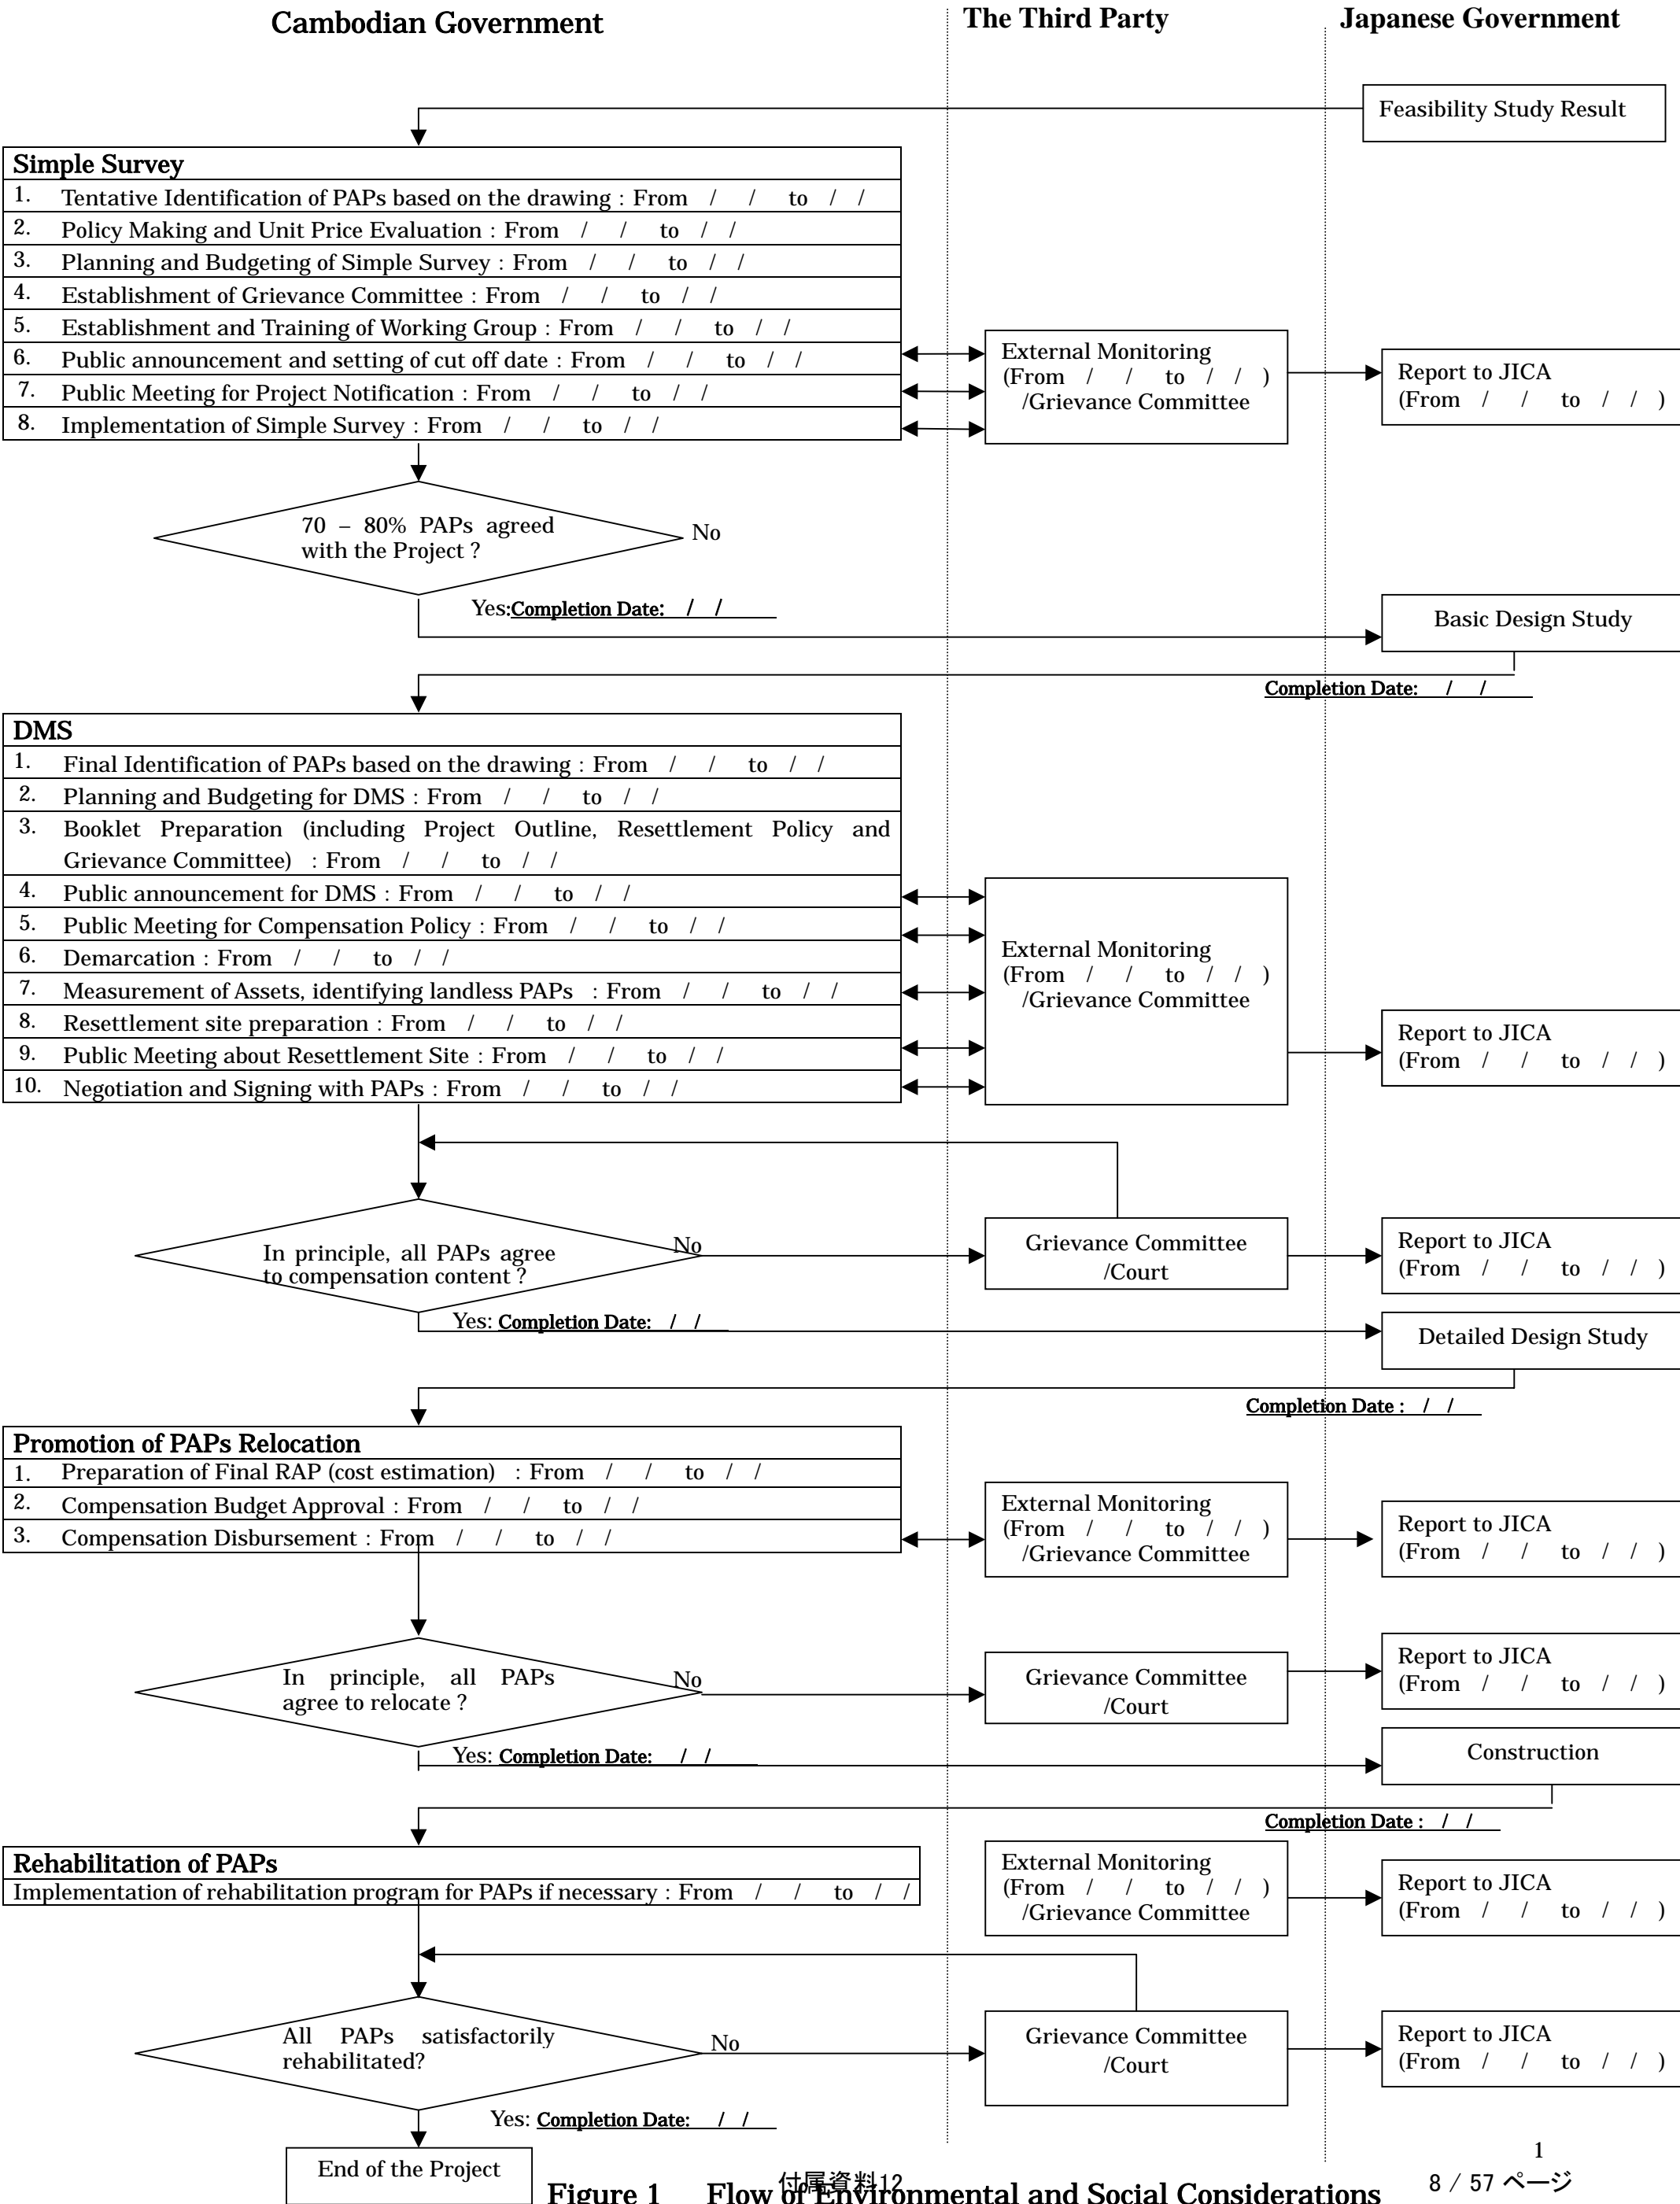 Cambodian Government
The Third Party
Japanese Government
Feasibility Study Result
Simple Survey
1. Tentative Identification of PAPs based on the drawing : From / / to / /
2. Policy Making and Unit Price Evaluation : From / / to / /
3. Planning and Budgeting of Simple Survey : From / / to / /
4. Establishment of Grievance Committee : From / / to / /
5. Establishment and Training of Working Group : From / / to / /
6. Public announcement and setting of cut off date : From / / to / /
7. Public Meeting for Project Notification : From / / to / /
8. Implementation of Simple Survey : From / / to / /
External Monitoring
(From / / to / / )
/Grievance Committee
Report to JICA
(From / / to / / )
70 – 80% PAPs agreed
with the Project ?
No
Yes:Completion Date: / /
Basic Design Study
Completion Date: / /
DMS
1. Final Identification of PAPs based on the drawing : From / / to / /
2. Planning and Budgeting for DMS : From / / to / /
3. Booklet Preparation (including Project Outline, Resettlement Policy and
Grievance Committee) : From / / to / /
4. Public announcement for DMS : From / / to / /
5. Public Meeting for Compensation Policy : From / / to / /
6. Demarcation : From / / to / /
7. Measurement of Assets, identifying landless PAPs : From / / to / /
8. Resettlement site preparation : From / / to / /
9. Public Meeting about Resettlement Site : From / / to / /
10. Negotiation and Signing with PAPs : From / / to / /
External Monitoring
(From / / to / / )
/Grievance Committee
Report to JICA
(From / / to / / )
In principle, all PAPs agree
to compensation content ?
No
Grievance Committee
/Court
Report to JICA
(From / / to / / )
Yes: Completion Date: / /
Detailed Design Study
Completion Date : / /
Promotion of PAPs Relocation
1. Preparation of Final RAP (cost estimation) : From / / to / /
2. Compensation Budget Approval : From / / to / /
3. Compensation Disbursement : From / / to / /
External Monitoring
(From / / to / / )
/Grievance Committee
Report to JICA
(From / / to / / )
In principle, all PAPs
agree to relocate ?
No
Grievance Committee
/Court
Report to JICA
(From / / to / / )
Yes: Completion Date: / /
Construction
Completion Date : / /
Rehabilitation of PAPs
Implementation of rehabilitation program for PAPs if necessary : From / / to / /
External Monitoring
(From / / to / / )
/Grievance Committee
Report to JICA
(From / / to / / )
All PAPs satisfactorily
rehabilitated?
No
Grievance Committee
/Court
Report to JICA
(From / / to / / )
Yes: Completion Date: / /
End of the Project
1
付属資料12
8 / 57 ページ
Figure 1 Flow of Environmental and Social Considerations